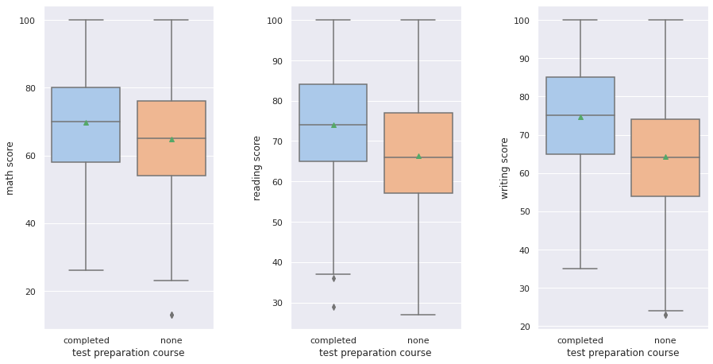 math score
100
80
60
40
20
completed none
test preparation course
reading score
100
90
80
70
60
50
40
30
completed none
test preparation course
writing score
100
90
80
70
60
50
40
30
20
completed none
test preparation course